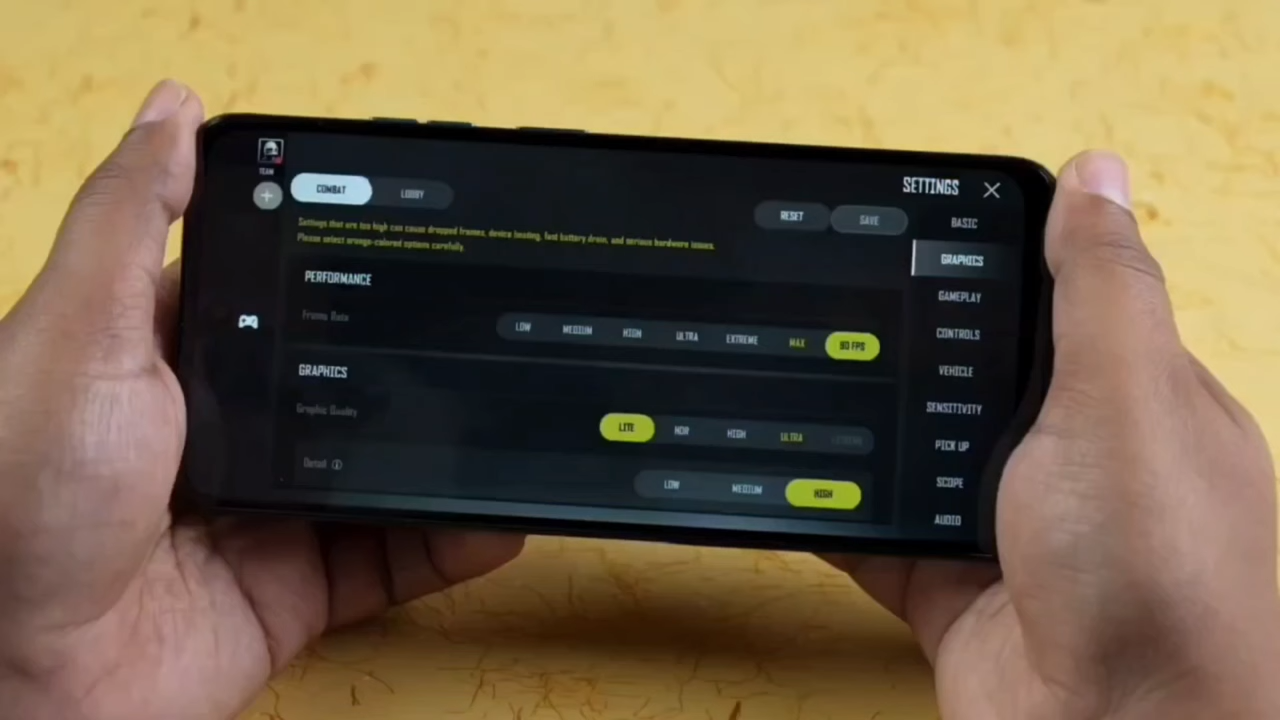 TEAM
COMBAT LOBBY
SETTINGS
RESET SAVE
Settings that are too high can cause dropped frames, device heating, fast battery drain, and serious hardware issues.
Please select orange-colored options carefully.
PERFORMANCE
Frame Rate LOW MEDIUM HIGH ULTRA EXTREME MAX 90 FPS
GRAPHICS
Graphic Quality LITE NOR HIGH ULTRA
Detail LOW MEDIUM HIGH
BASIC
GRAPHICS
GAMEPLAY
CONTROLS
VEHICLE
SENSITIVITY
PICK UP
SCOPE
AUDIO